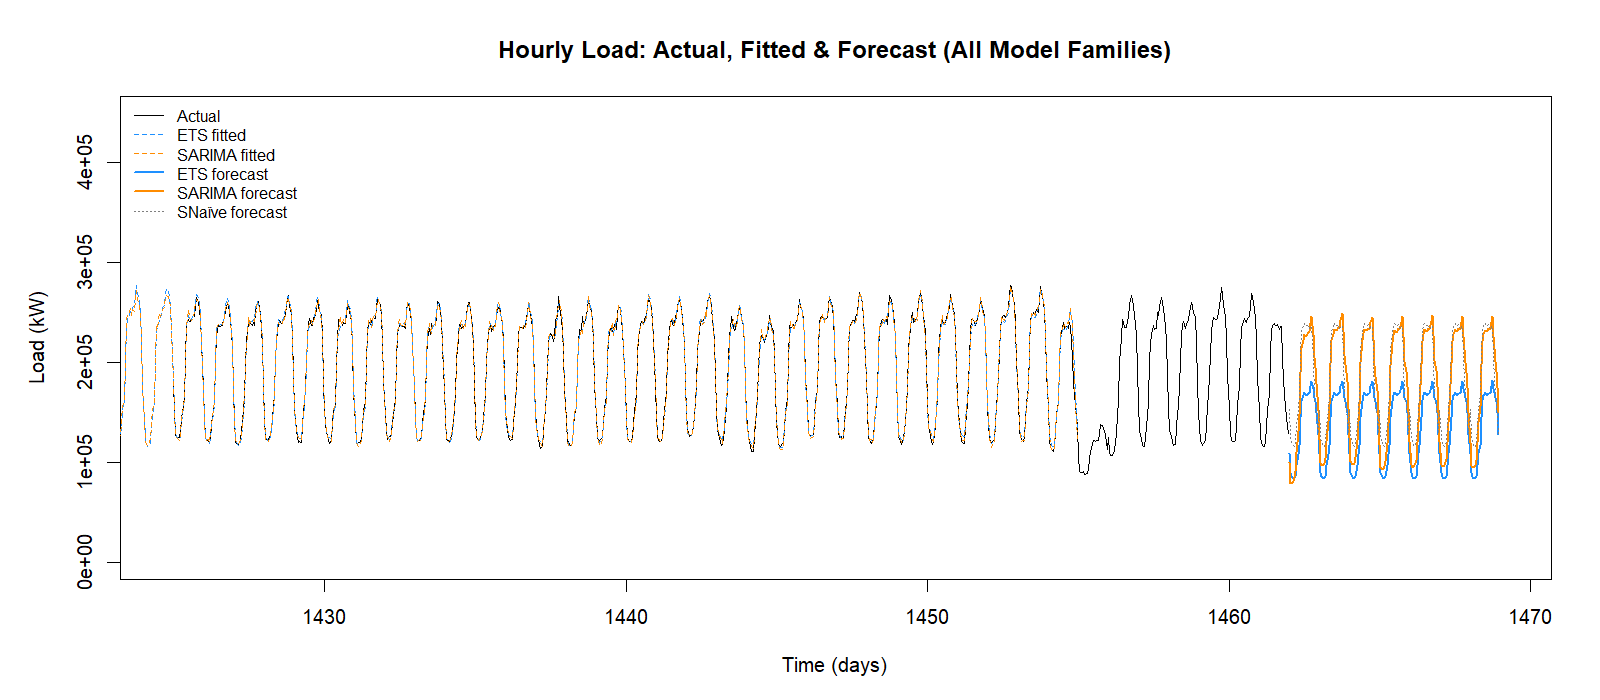 Hourly Load: Actual, Fitted & Forecast (All Model Families)
Actual
ETS fitted
SARIMA fitted
ETS forecast
SARIMA forecast
SNaïve forecast
Load (kW)
4e+05
3e+05
2e+05
1e+05
0e+00
1430 1440 1450 1460 1470
Time (days)